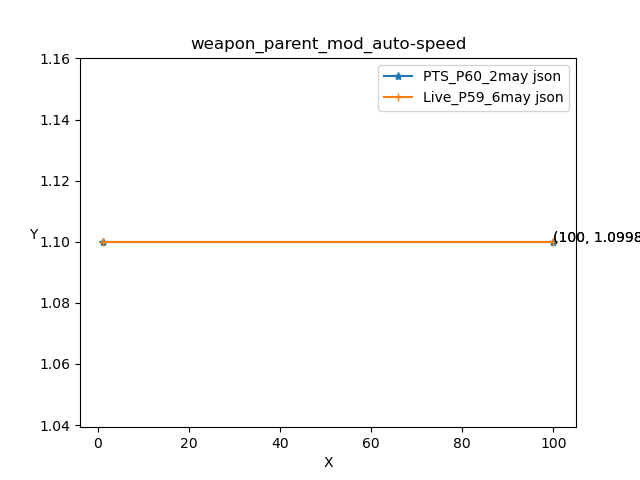 weapon_parent_mod_auto-speed
PTS_P60_2may json
Live_P59_6may json
1.16
1.14
1.12
Y 1.10
(100, 1.0998
1.08
1.06
1.04
0 20 40 60 80 100
X